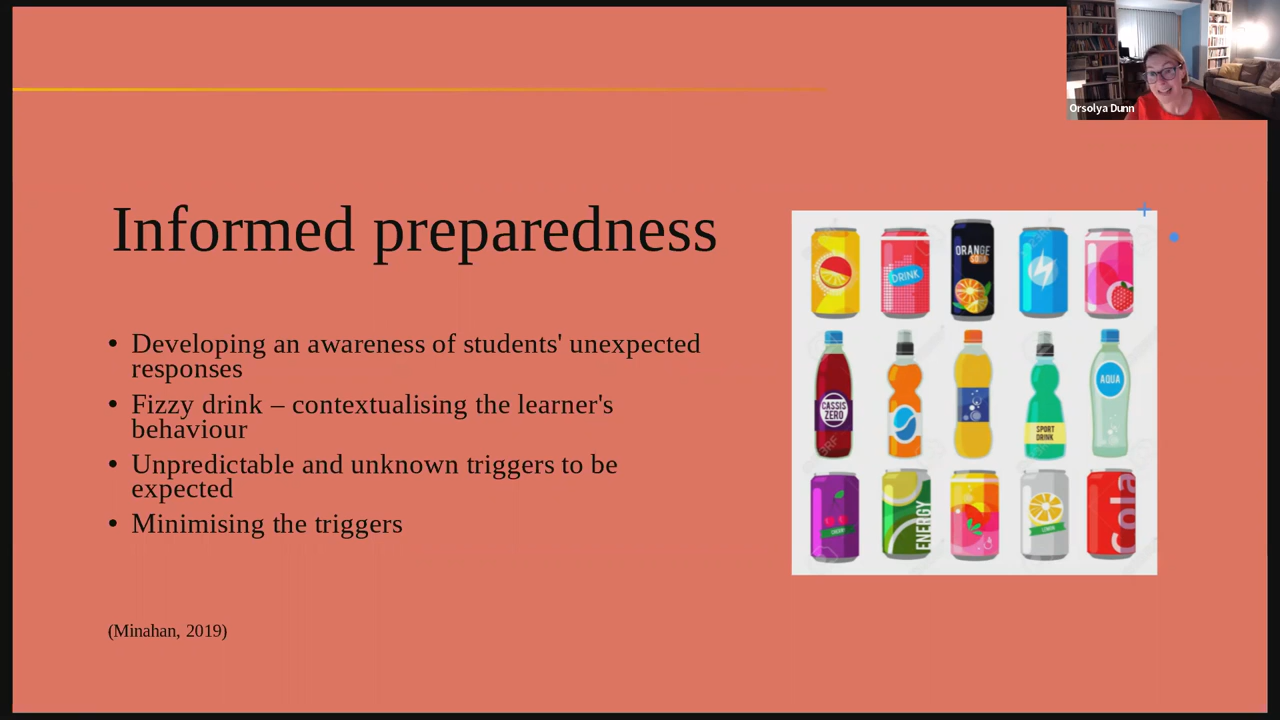 Orsolya Dunn
Informed preparedness
• Developing an awareness of students' unexpected
responses
• Fizzy drink – contextualising the learner's
behaviour
• Unpredictable and unknown triggers to be
expected
• Minimising the triggers
(Minahan, 2019)
ORANGE
SODA
DRINK
CASSIS
ZERO
SPORT
DRINK
AQUA
ENERGY
Cola